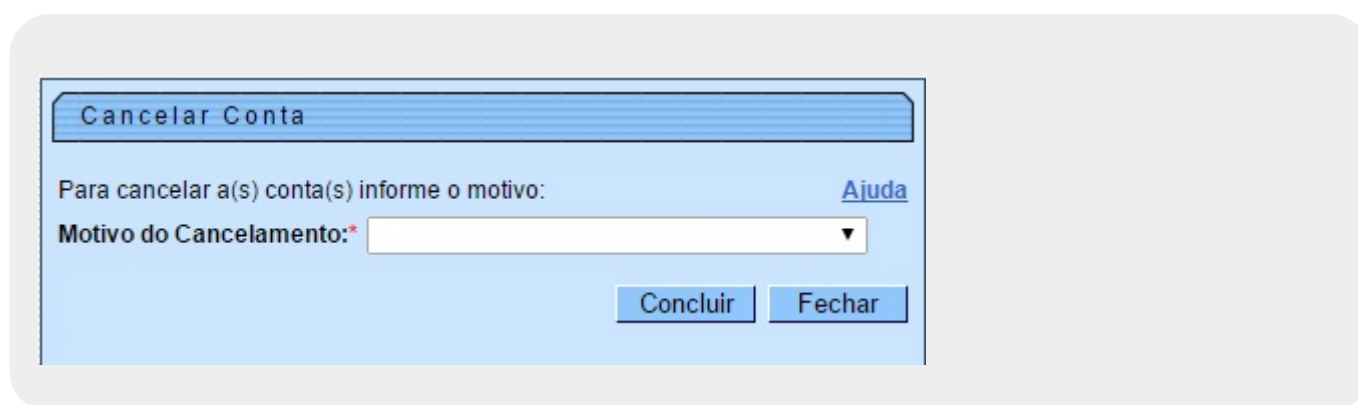 Cancelar Conta
Para cancelar a(s) conta(s) informe o motivo: Ajuda
Motivo do Cancelamento:*
Concluir Fechar